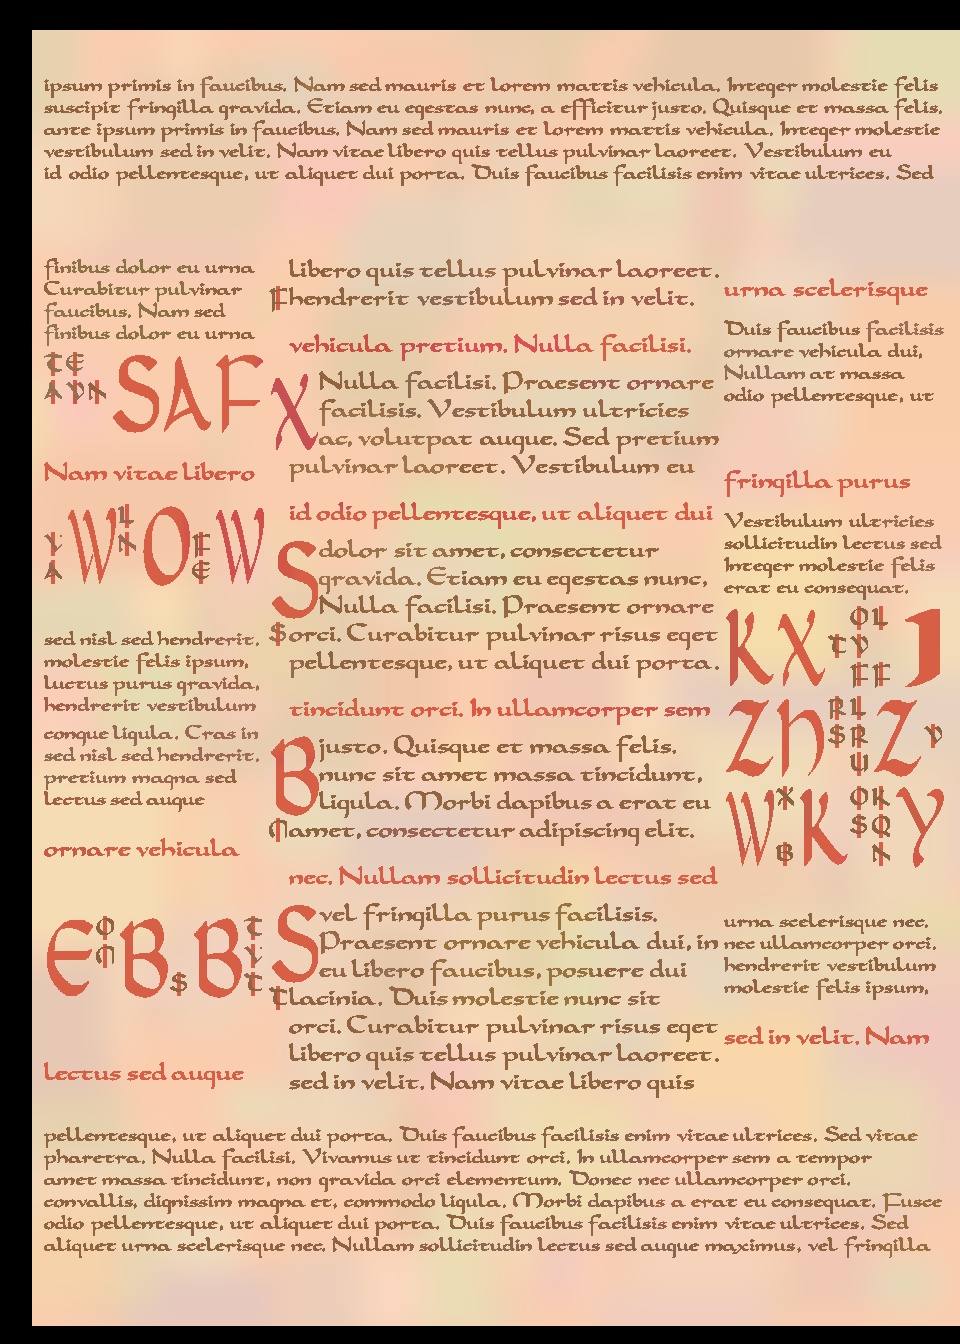 ipsum primis in faucibus. Nam sed mauris et lorem mattis vehicula. Integer molestie felis
suscipit fringilla gravida. Etiam eu egestas nunc, a efficitur justo. Quisque et massa felis.
ante ipsum primis in faucibus. Nam sed mauris et lorem mattis vehicula. Integer molestie
vestibulum sed in velit. Nam vitae libero quis tellus pulvinar laoreet. Vestibulum eu
id odio pellentesque, ut aliquet dui porta. Duis faucibus facilisis enim vitae ultrices. Sed
finibus dolor eu urna
Curabitur pulvinar
faucibus. Nam sed
finibus dolor eu urna
TE
AYN
SAF
Nam vitae libero
Y
A
W
L
N
O
F
E
W
sed nisl sed hendrerit.
molestie felis ipsum,
luctus purus gravida,
hendrerit vestibulum
congue ligula. Cras in
sed nisl sed hendrerit.
pretium magna sed
lectus sed augue
ornare vehicula
E
O
M
B
S
B
T
Y
T
lectus sed augue
libero quis tellus pulvinar laoreet.
F
hendrerit vestibulum sed in velit.
vehicula pretium. Nulla facilisi.
X
Nulla facilisi. Praesent ornare
facilisis. Vestibulum ultricies
ac, volutpat augue. Sed pretium
pulvinar laoreet. Vestibulum eu
id odio pellentesque, ut aliquet dui
S
dolor sit amet, consectetur
gravida. Etiam eu egestas nunc,
Nulla facilisi. Praesent ornare
S
orci. Curabitur pulvinar risus eget
pellentesque, ut aliquet dui porta.
tincidunt orci. In ullamcorper sem
B
justo. Quisque et massa felis.
nunc sit amet massa tincidunt,
ligula. Morbi dapibus a erat eu
M
amet, consectetur adipiscing elit.
nec. Nullam sollicitudin lectus sed
S
vel fringilla purus facilisis.
Praesent ornare vehicula dui, in
eu libero faucibus, posuere dui
T
lacinia. Duis molestie nunc sit
orci. Curabitur pulvinar risus eget
libero quis tellus pulvinar laoreet.
sed in velit. Nam vitae libero quis
urna scelerisque
Duis faucibus facilisis
ornare vehicula dui,
Nullam at massa
odio pellentesque, ut
fringilla purus
Vestibulum ultricies
sollicitudin lectus sed
Integer molestie felis
erat eu consequat.
KX
OL
TY
FF
J
Zh
RL
SR
U
Z
Y
W
X
B
K
OK
SQ
N
Y
urna scelerisque nec.
nec ullamcorper orci.
hendrerit vestibulum
molestie felis ipsum,
sed in velit. Nam
pellentesque, ut aliquet dui porta. Duis faucibus facilisis enim vitae ultrices. Sed vitae
pharetra. Nulla facilisi. Vivamus ut tincidunt orci. In ullamcorper sem a tempor
amet massa tincidunt, non gravida orci elementum. Donec nec ullamcorper orci.
convallis, dignissim magna et, commodo ligula. Morbi dapibus a erat eu consequat. Fusce
odio pellentesque, ut aliquet dui porta. Duis faucibus facilisis enim vitae ultrices. Sed
aliquet urna scelerisque nec. Nullam sollicitudin lectus sed augue maximus, vel fringilla